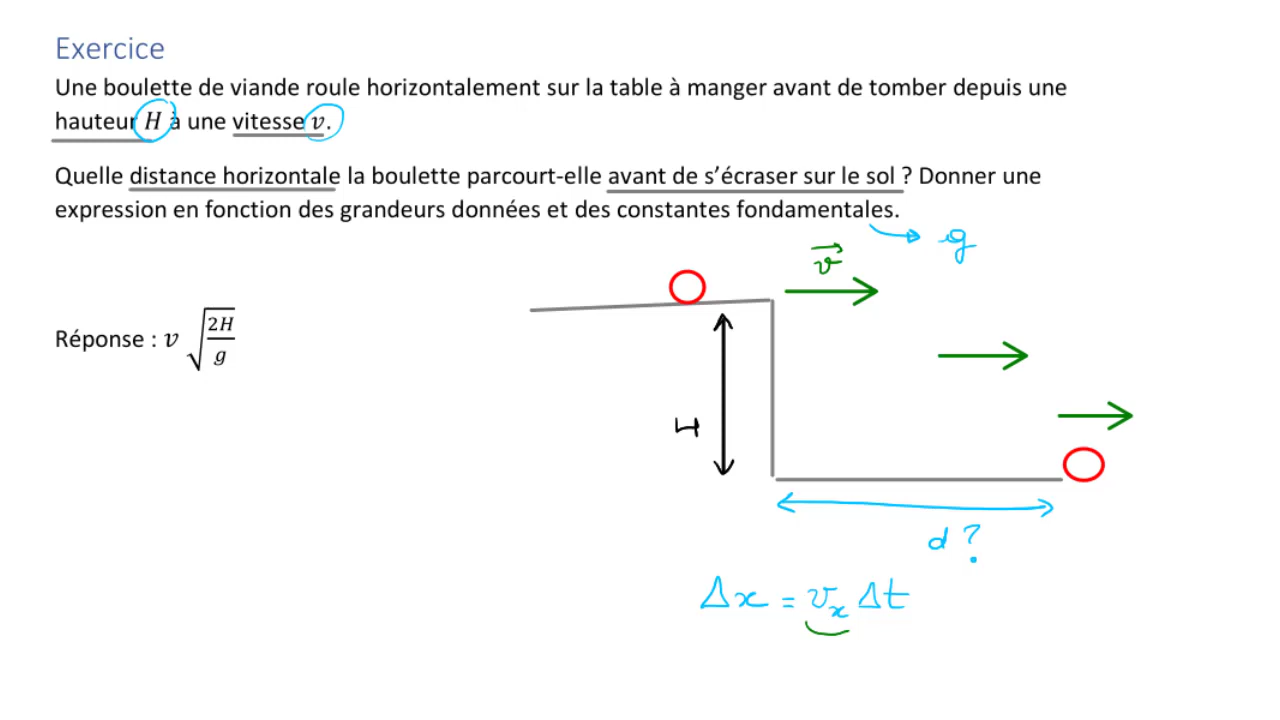 Exercice
Une boulette de viande roule horizontalement sur la table à manger avant de tomber depuis une
hauteur H à une vitesse v.
Quelle distance horizontale la boulette parcourt-elle avant de s'écraser sur le sol ? Donner une
expression en fonction des grandeurs données et des constantes fondamentales.
g
v⃗
Réponse : v √(2H/g)
H
d ?
Δx = vₓ Δt